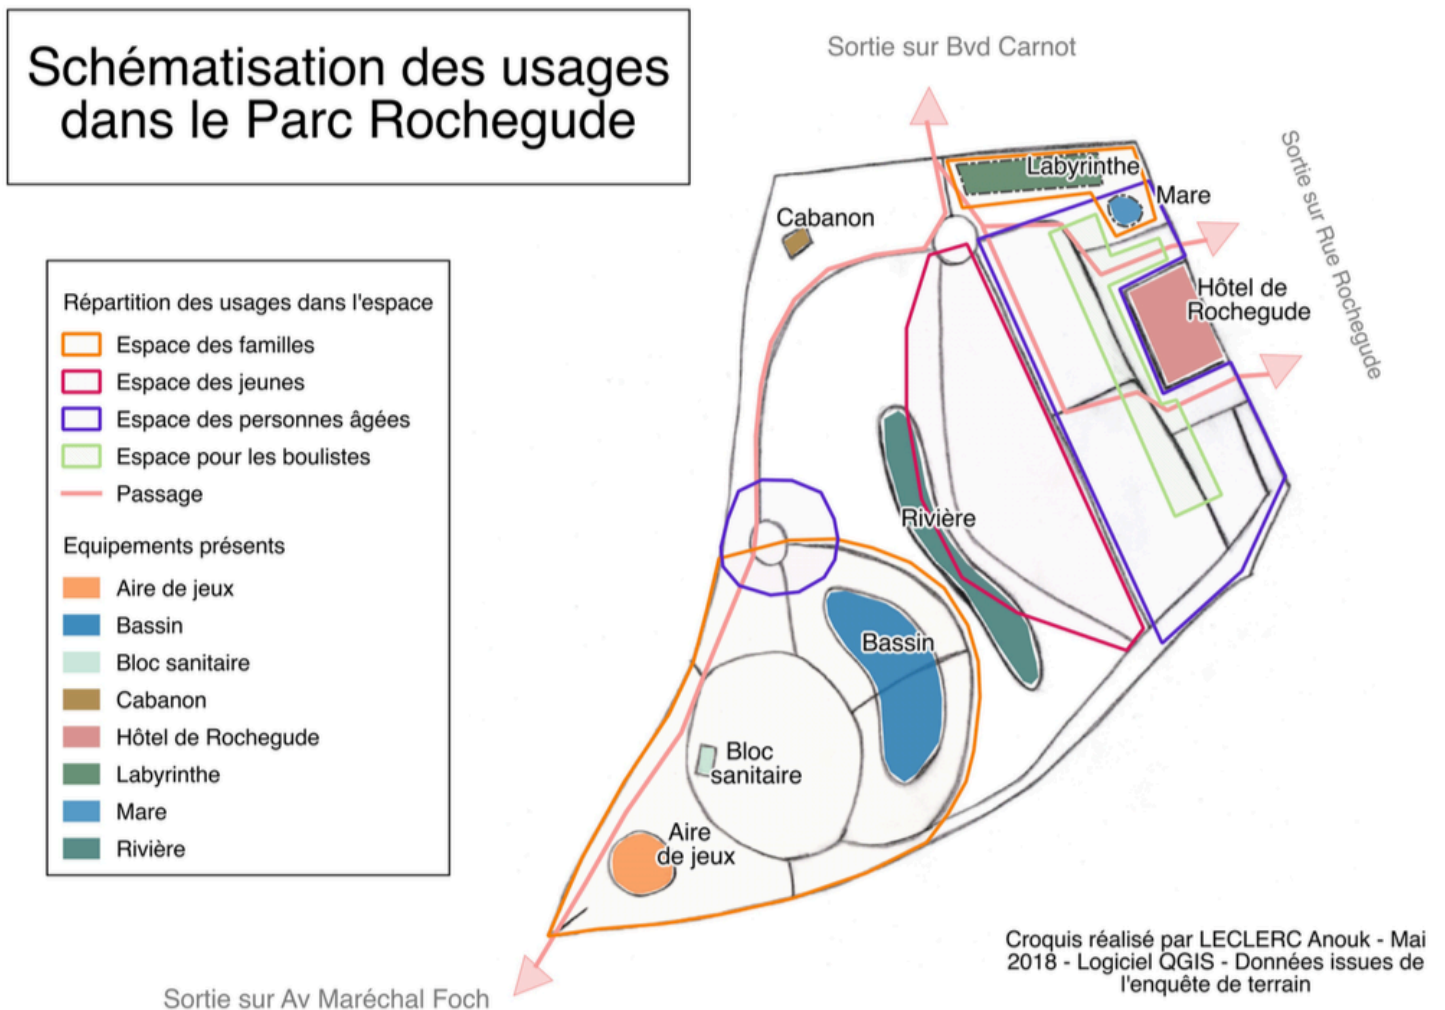 Schématisation des usages
dans le Parc Rochegude
Sortie sur Bvd Carnot
Sortie sur Rue Rochegude
Labyrinthe
Mare
Cabanon
Hôtel de
Rochegude
Répartition des usages dans l'espace
Espace des familles
Espace des jeunes
Espace des personnes âgées
Espace pour les boulistes
Passage
Equipements présents
Aire de jeux
Bassin
Bloc sanitaire
Cabanon
Hôtel de Rochegude
Labyrinthe
Mare
Rivière
Rivière
Bassin
Bloc
sanitaire
Aire
de jeux
Sortie sur Av Maréchal Foch
Croquis réalisé par LECLERC Anouk - Mai
2018 - Logiciel QGIS - Données issues de
l'enquête de terrain